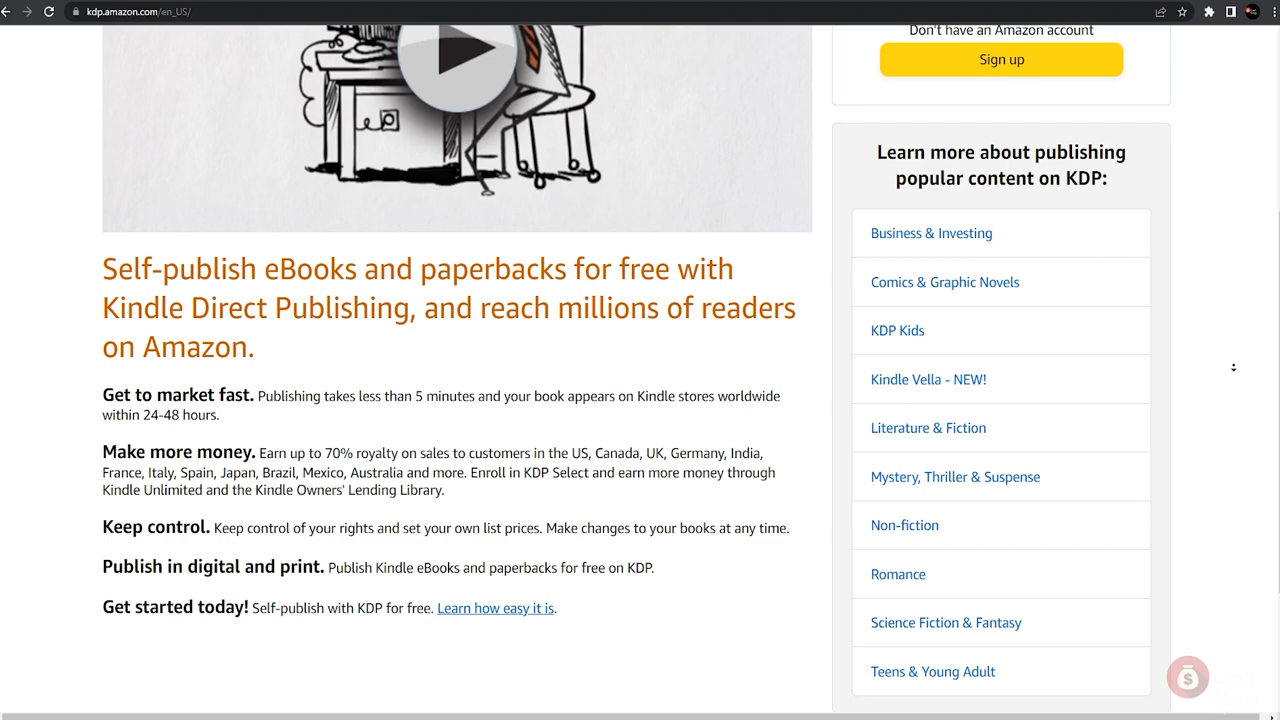 kdp.amazon.com/en_US/
Don't have an Amazon account
Sign up
Learn more about publishing
popular content on KDP:
Business & Investing
Comics & Graphic Novels
KDP Kids
Kindle Vella - NEW!
Literature & Fiction
Mystery, Thriller & Suspense
Non-fiction
Romance
Science Fiction & Fantasy
Teens & Young Adult
Self-publish eBooks and paperbacks for free with
Kindle Direct Publishing, and reach millions of readers
on Amazon.
Get to market fast. Publishing takes less than 5 minutes and your book appears on Kindle stores worldwide
within 24-48 hours.
Make more money. Earn up to 70% royalty on sales to customers in the US, Canada, UK, Germany, India,
France, Italy, Spain, Japan, Brazil, Mexico, Australia and more. Enroll in KDP Select and earn more money through
Kindle Unlimited and the Kindle Owners' Lending Library.
Keep control. Keep control of your rights and set your own list prices. Make changes to your books at any time.
Publish in digital and print. Publish Kindle eBooks and paperbacks for free on KDP.
Get started today! Self-publish with KDP for free. Learn how easy it is.
$